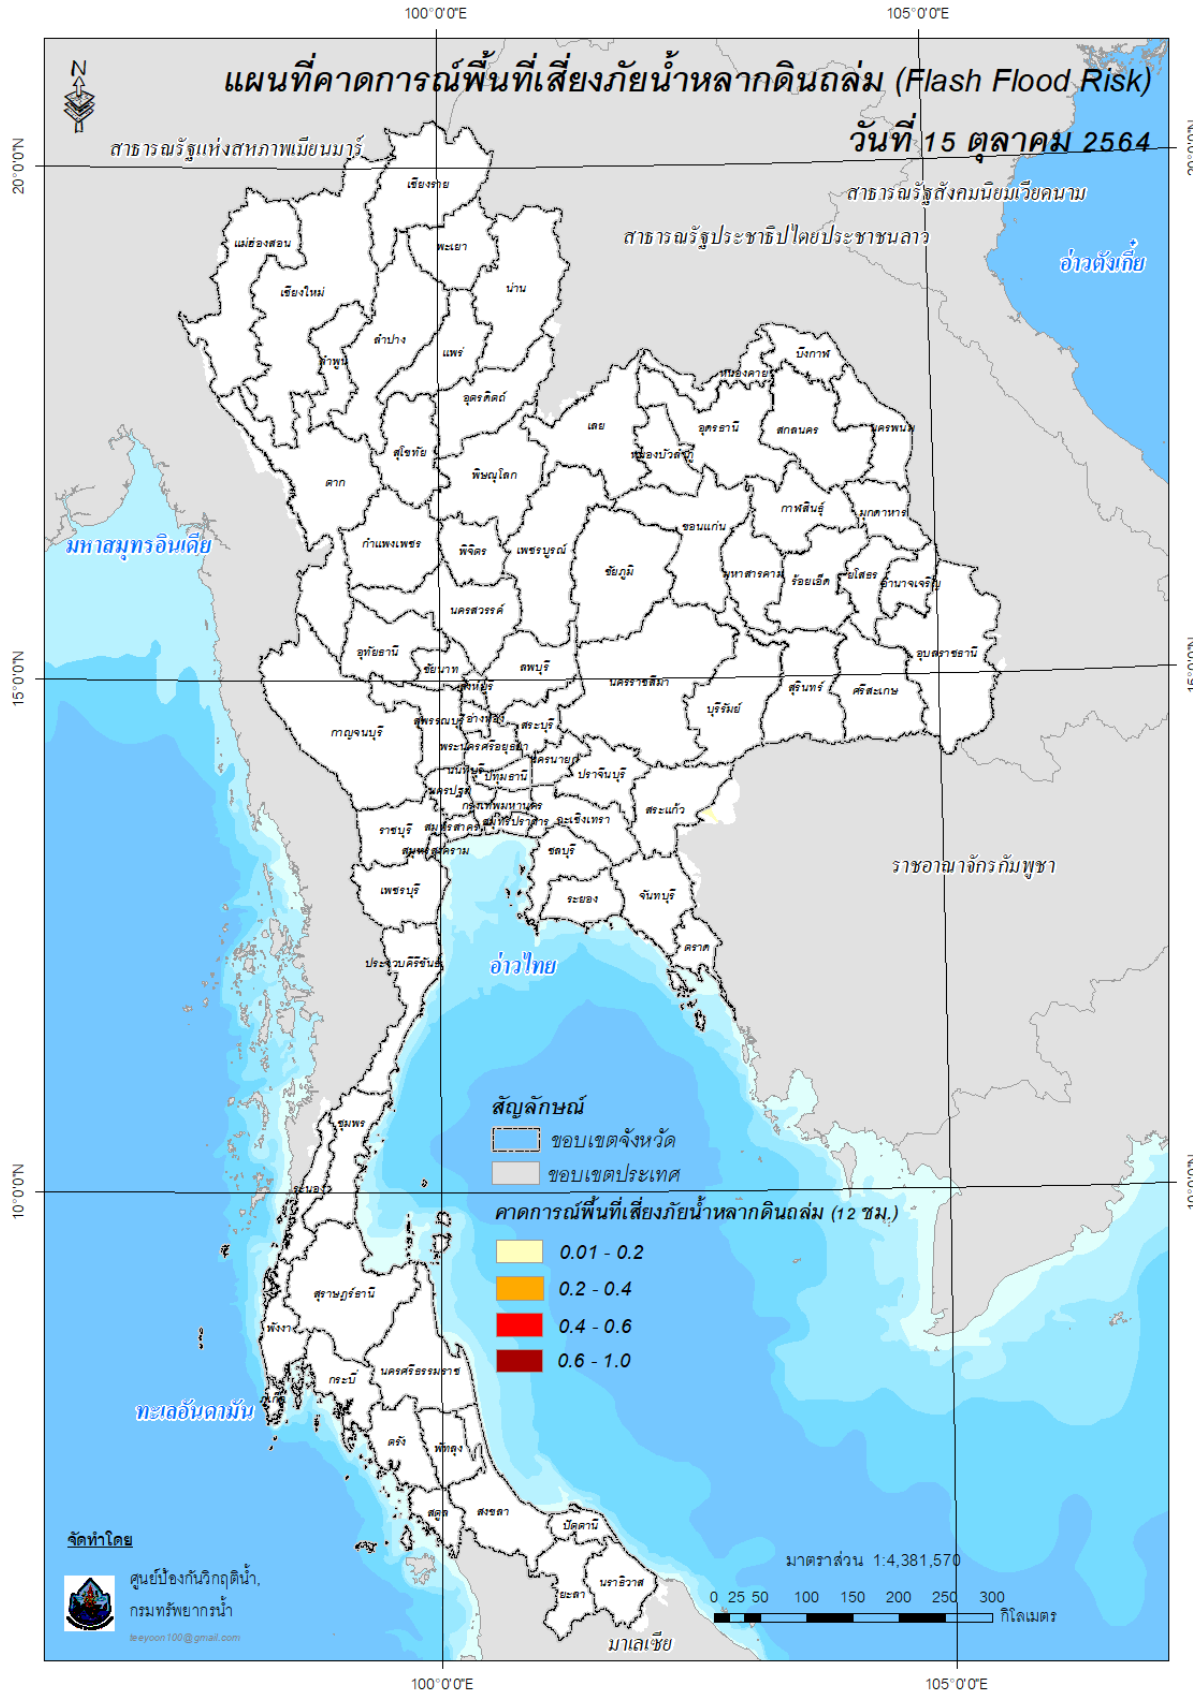 100°0'0"E 105°0'0"E
N
แผนที่คาดการณ์พื้นที่เสี่ยงภัยน้ำหลากดินถล่ม (Flash Flood Risk)
วันที่ 15 ตุลาคม 2564
สาธารณรัฐแห่งสหภาพเมียนมาร์
20°0'0"N 20°0'0"N
เชียงราย
สาธารณรัฐสังคมนิยมเวียดนาม
สาธารณรัฐประชาธิปไตยประชาชนลาว
แม่ฮ่องสอน พะเยา
อ่าวตังเกี๋ย
เชียงใหม่ น่าน
ลำปาง แพร่ ลำพูน
บึงกาฬ
หนองคาย
อุตรดิตถ์
เลย อุดรธานี สกลนคร นครพนม
สุโขทัย หนองบัวลำภู
พิษณุโลก
ตาก
กาฬสินธุ์ มุกดาหาร
ขอนแก่น
มหาสมุทรอินเดีย
กำแพงเพชร พิจิตร เพชรบูรณ์
ชัยภูมิ มหาสารคาม ร้อยเอ็ด ยโสธร อำนาจเจริญ
นครสวรรค์
อุทัยธานี ชัยนาท ลพบุรี อุบลราชธานี
15°0'0"N 15°0'0"N
สิงห์บุรี นครราชสีมา สุรินทร์ ศรีสะเกษ
บุรีรัมย์
สุพรรณบุรี อ่างทอง สระบุรี
กาญจนบุรี
พระนครศรีอยุธยา นครนายก
นนทบุรี ปทุมธานี ปราจีนบุรี
นครปฐม
กรุงเทพมหานคร สระแก้ว
ราชบุรี สมุทรสาคร สมุทรปราการ ฉะเชิงเทรา
สมุทรสงคราม ชลบุรี
ราชอาณาจักรกัมพูชา
เพชรบุรี ระยอง จันทบุรี
ตราด
ประจวบคีรีขันธ์
อ่าวไทย
สัญลักษณ์
ขอบเขตจังหวัด
ขอบเขตประเทศ
ชุมพร
ระนอง
10°0'0"N 10°0'0"N
คาดการณ์พื้นที่เสี่ยงภัยน้ำหลากดินถล่ม (12 ชม.)
0.01 - 0.2
0.2 - 0.4
0.4 - 0.6
0.6 - 1.0
สุราษฎร์ธานี
พังงา
นครศรีธรรมราช
กระบี่
ภูเก็ต
ทะเลอันดามัน
ตรัง พัทลุง
สตูล สงขลา
ปัตตานี
ยะลา นราธิวาส
มาเลเซีย
จัดทำโดย
ศูนย์ป้องกันวิกฤติน้ำ,
กรมทรัพยากรน้ำ
teeyoon100@gmail.com
มาตราส่วน 1:4,381,570
0 25 50 100 150 200 250 300
กิโลเมตร
100°0'0"E 105°0'0"E